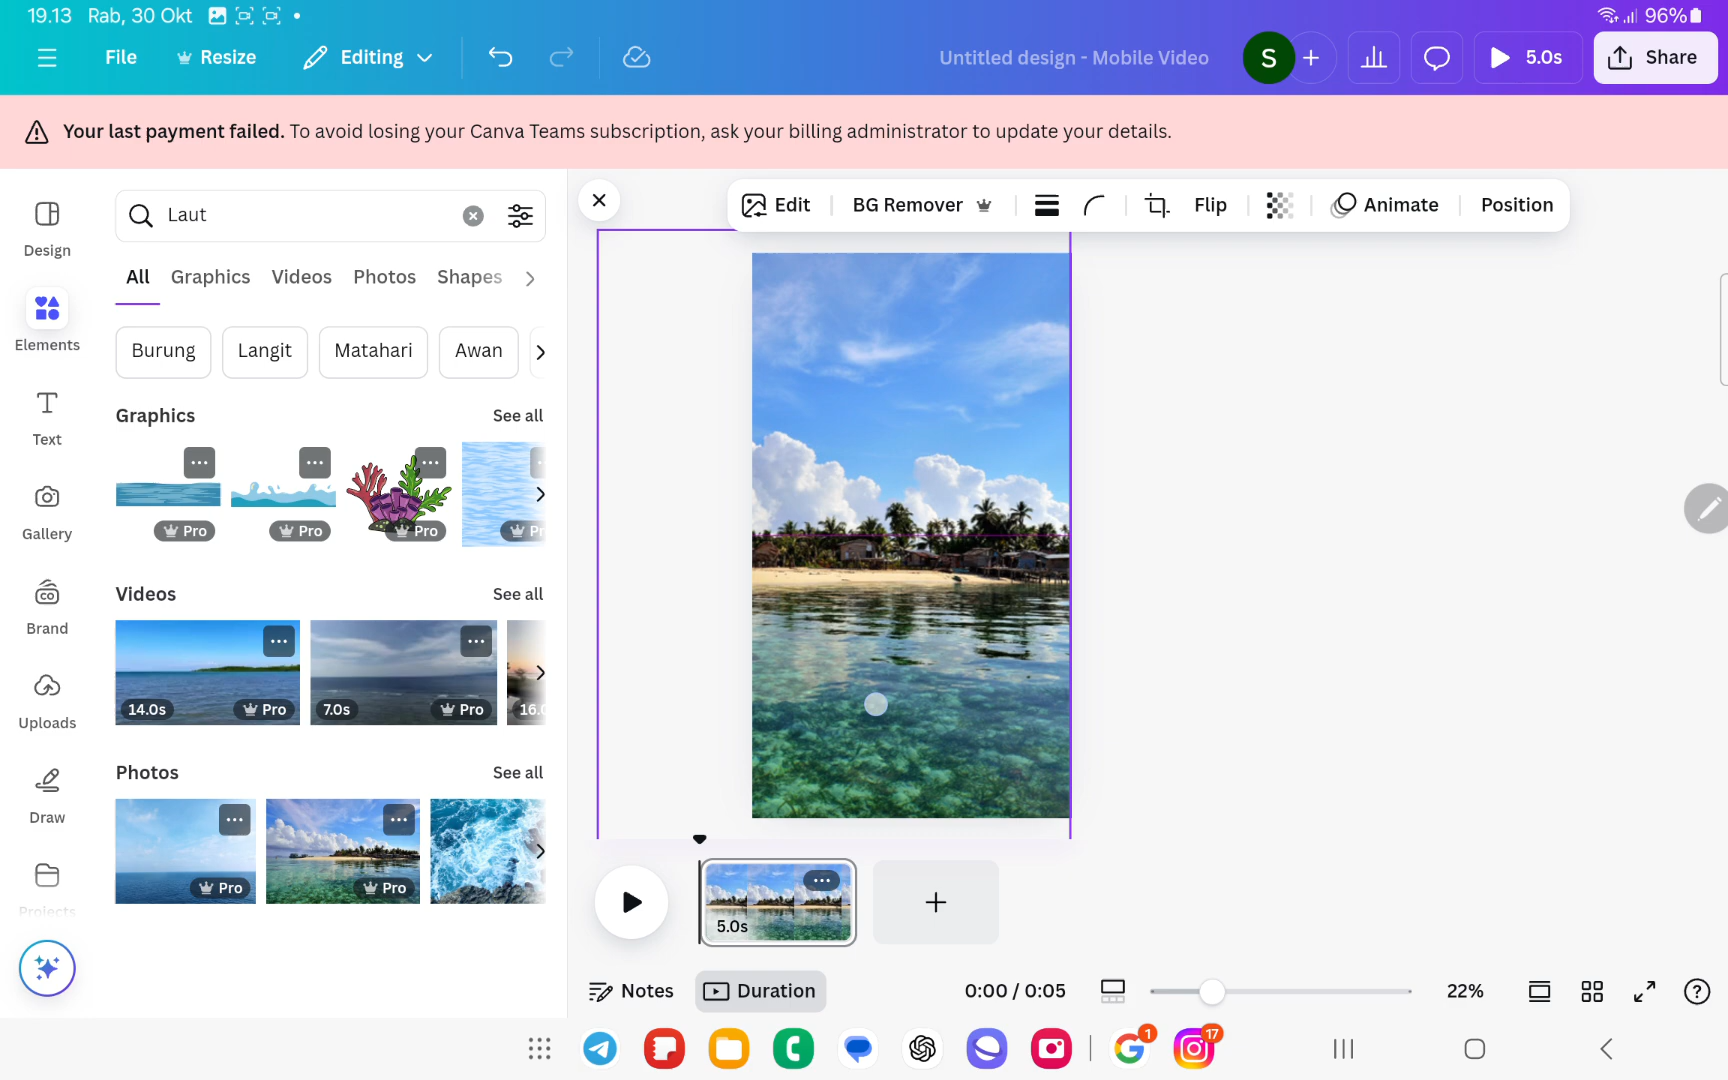 19.13 Rab, 30 Okt
96%
File
Resize
Editing
Untitled design - Mobile Video
S
5.0s
Share
Your last payment failed. To avoid losing your Canva Teams subscription, ask your billing administrator to update your details.
Design
Elements
Text
Gallery
Brand
Uploads
Draw
Projects
Laut
All Graphics Videos Photos Shapes
Burung Langit Matahari Awan
Graphics See all
Pro Pro Pro
Videos See all
14.0s Pro 7.0s Pro
Photos See all
Pro Pro
Edit BG Remover Flip Animate Position
5.0s
Notes Duration 0:00 / 0:05 22%
CO
1
17